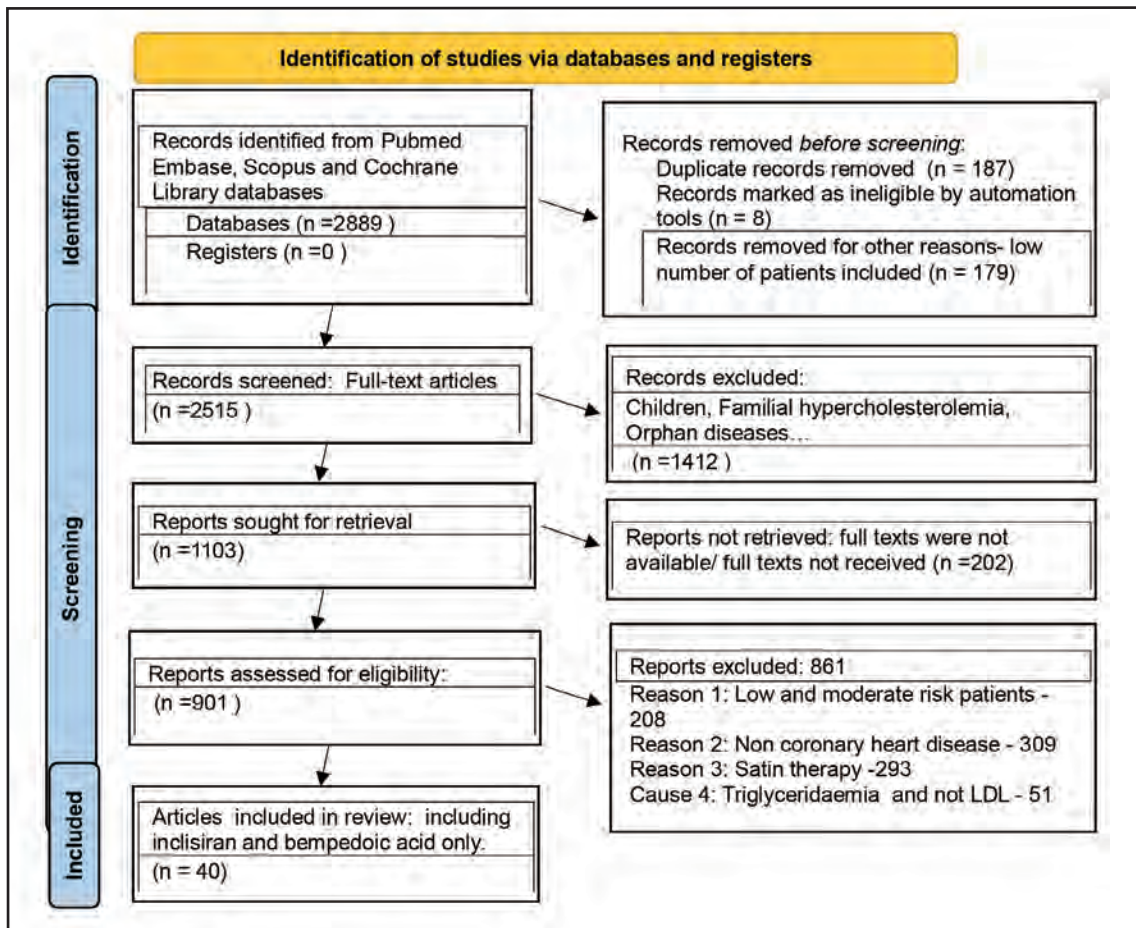 Identification of studies via databases and registers
Identification
Records identified from Pubmed
Embase, Scopus and Cochrane
Library databases
Databases (n =2889 )
Registers (n =0 )
Records removed before screening:
Duplicate records removed (n = 187)
Records marked as ineligible by automation
tools (n = 8)
Records removed for other reasons- low
number of patients included (n = 179)
Screening
Records screened: Full-text articles
(n =2515 )
Records excluded:
Children, Familial hypercholesterolemia,
Orphan diseases…
(n =1412 )
Reports sought for retrieval
(n =1103)
Reports not retrieved: full texts were not
available/ full texts not received (n =202)
Reports assessed for eligibility:
(n =901 )
Reports excluded: 861
Reason 1: Low and moderate risk patients -
208
Reason 2: Non coronary heart disease - 309
Reason 3: Satin therapy -293
Cause 4: Triglyceridaemia and not LDL - 51
Included
Articles included in review: including
inclisiran and bempedoic acid only.
(n = 40)